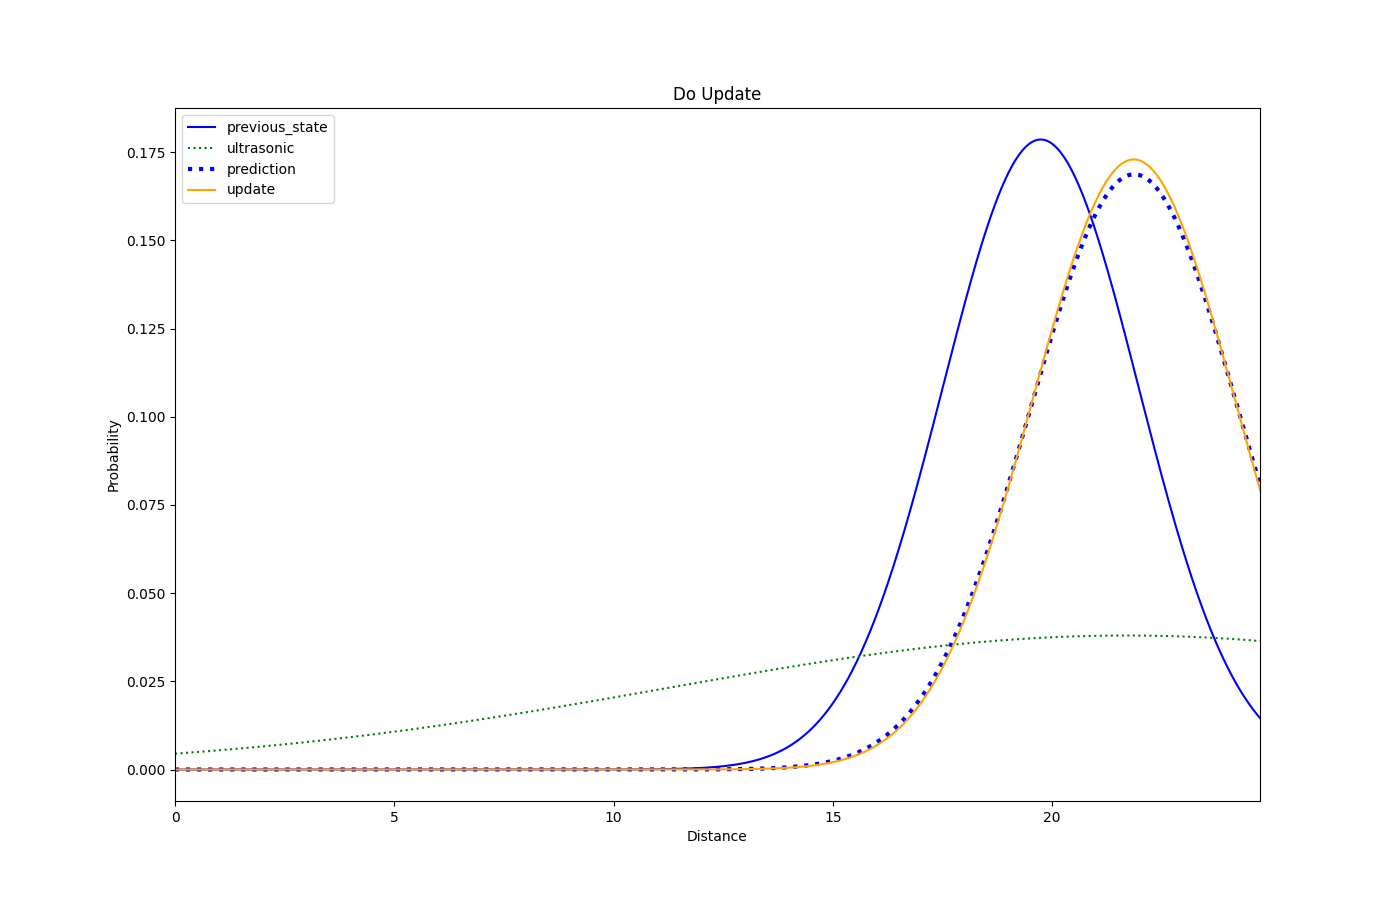 Do Update
previous_state
ultrasonic
prediction
update
Probability
0.175
0.150
0.125
0.100
0.075
0.050
0.025
0.000
0 5 10 15 20
Distance